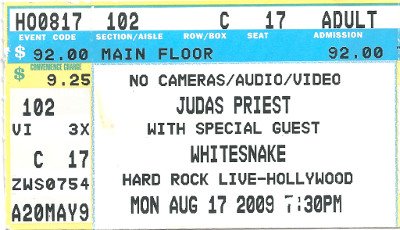 HO0817 102 C 17 ADULT
EVENT CODE SECTION/AISLE ROW/BOX SEAT ADMISSION
$ 92.00 MAIN FLOOR 92.00
CONVENIENCE CHARGE
$ 9.25 NO CAMERAS/AUDIO/VIDEO
102 JUDAS PRIEST
VI 3X WITH SPECIAL GUEST
C 17 WHITESNAKE
ZWS0754 HARD ROCK LIVE-HOLLYWOOD
A20MAY9 MON AUG 17 2009 7:30PM